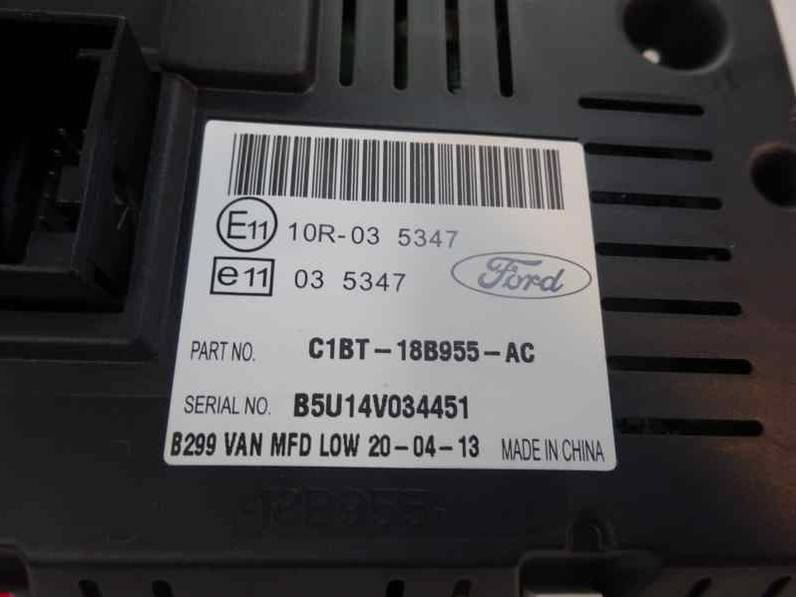 E11 10R-03 5347
e11 03 5347
Ford
PART NO. C1BT-18B955-AC
SERIAL NO. B5U14V034451
B299 VAN MFD LOW 20-04-13 MADE IN CHINA
18B955